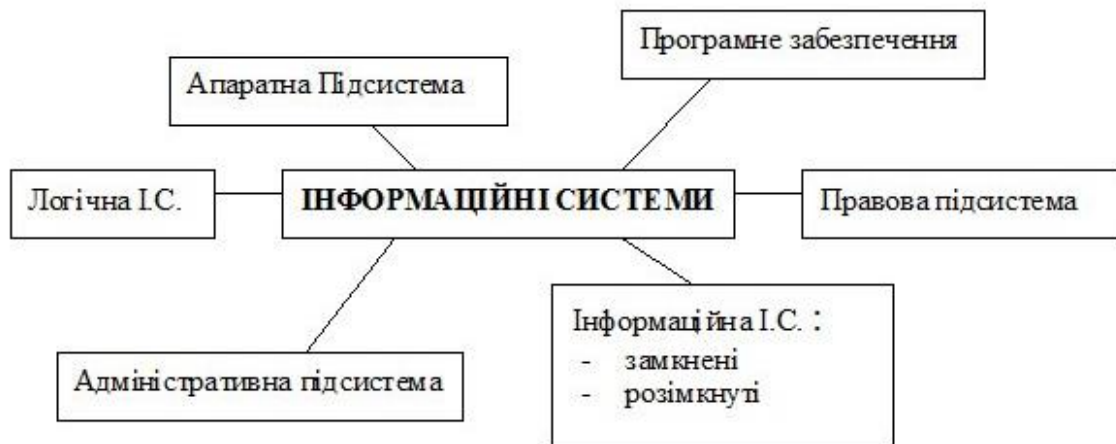 Програмне забезпечення
Апаратна Підсистема
Логічна І.С.
ІНФОРМАЦІЙНІ СИСТЕМИ
Правова підсистема
Інформаційна І.С. :
- замкнені
- розімкнуті
Адміністративна підсистема